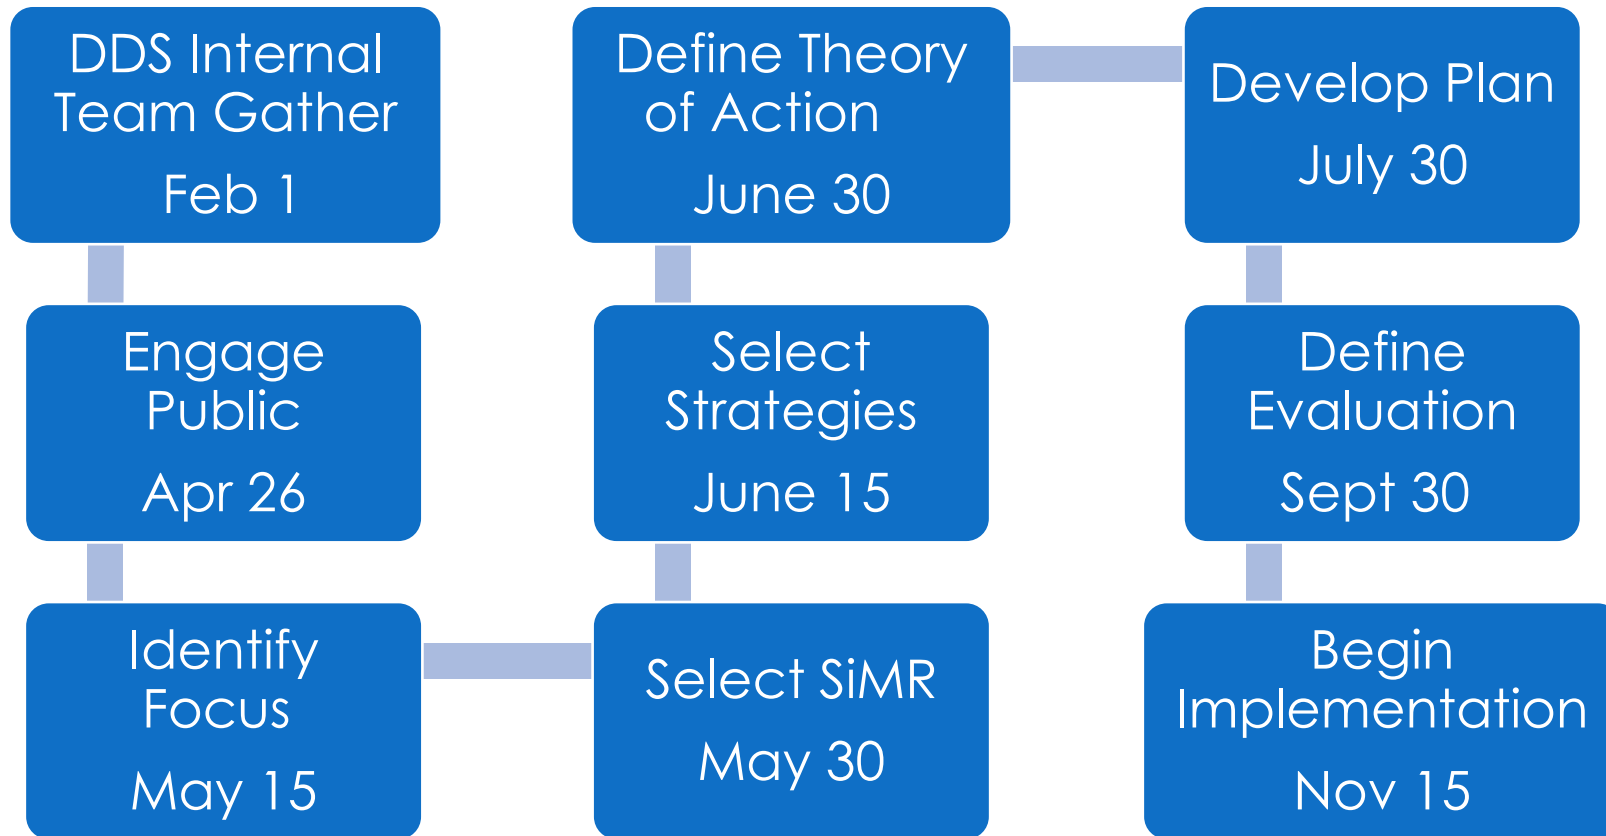 DDS Internal
Team Gather
Feb 1
Engage
Public
Apr 26
Identify
Focus
May 15
Select SiMR
May 30
Select
Strategies
June 15
Define Theory
of Action
June 30
Develop Plan
July 30
Define
Evaluation
Sept 30
Begin
Implementation
Nov 15